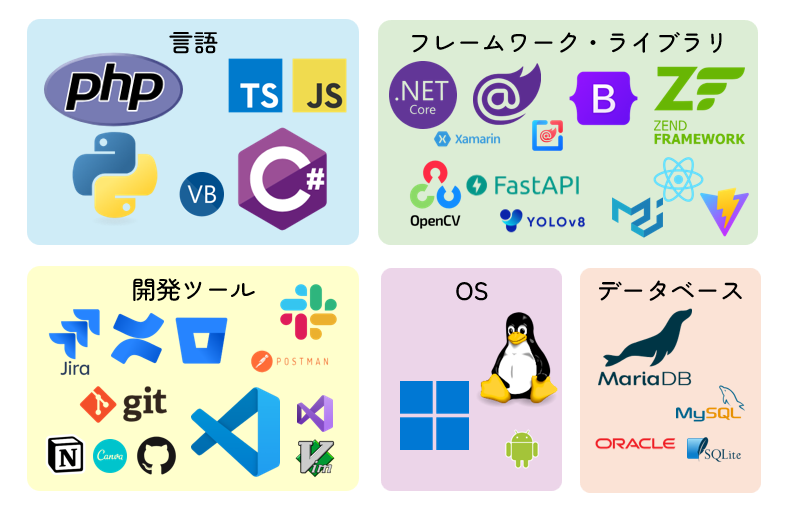 言語
php
TS
JS
VB
C#
フレームワーク・ライブラリ
.NET
Core
@
B
ZEND
FRAMEWORK
Xamarin
@
OpenCV
FastAPI
YOLOv8
開発ツール
Jira
POSTMAN
git
N
Canva
Vim
OS
データベース
MariaDB
MySQL
ORACLE
SQLite